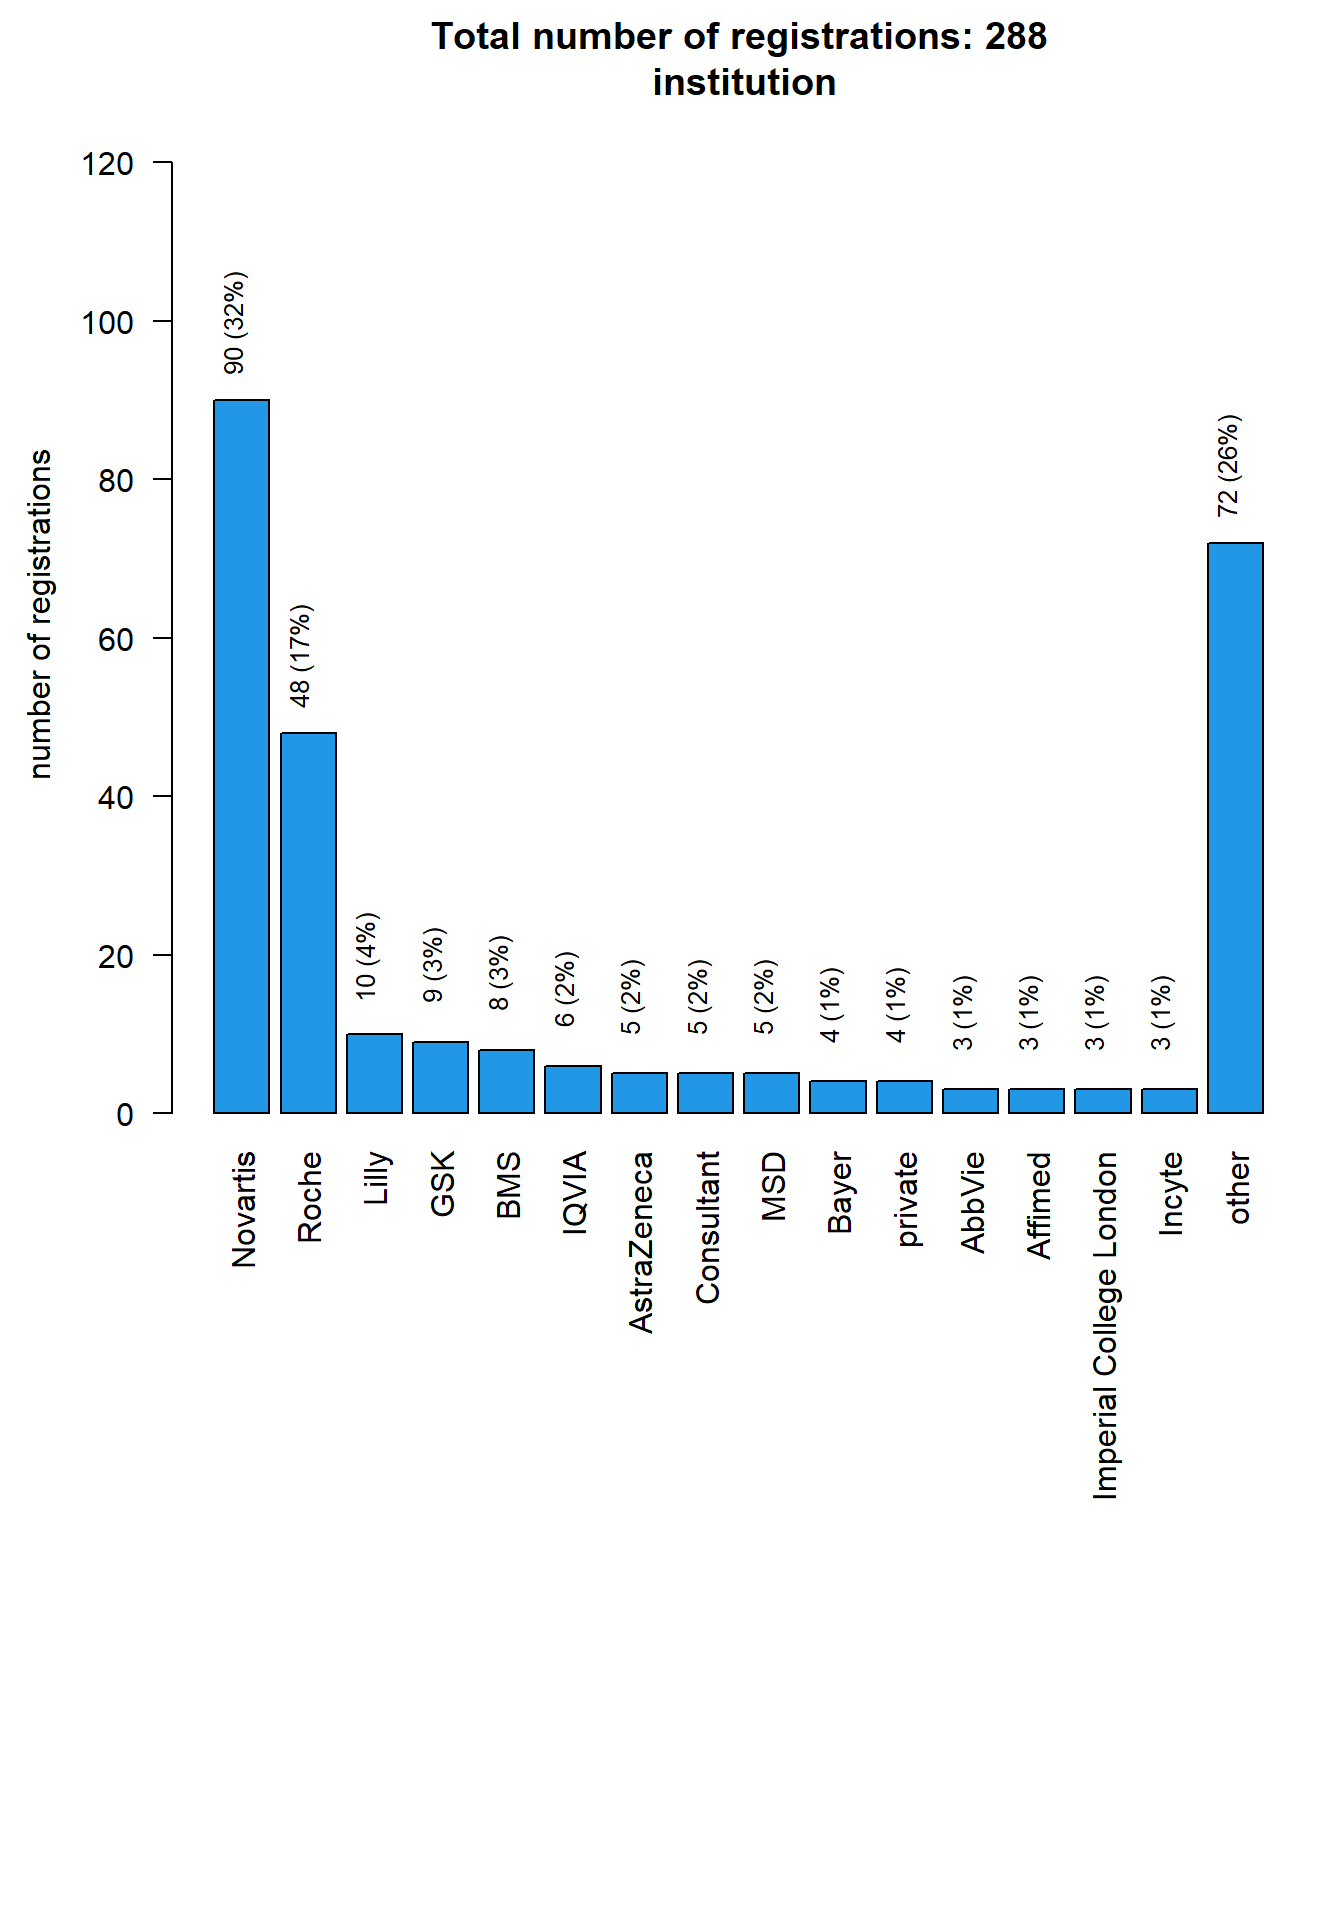 Total number of registrations: 288
institution
number of registrations
120
100
80
60
40
20
0
90 (32%)
48 (17%)
10 (4%)
9 (3%)
8 (3%)
6 (2%)
5 (2%)
5 (2%)
5 (2%)
4 (1%)
4 (1%)
3 (1%)
3 (1%)
3 (1%)
3 (1%)
72 (26%)
Novartis
Roche
Lilly
GSK
BMS
IQVIA
AstraZeneca
Consultant
MSD
Bayer
private
AbbVie
Affimed
Imperial College London
Incyte
other